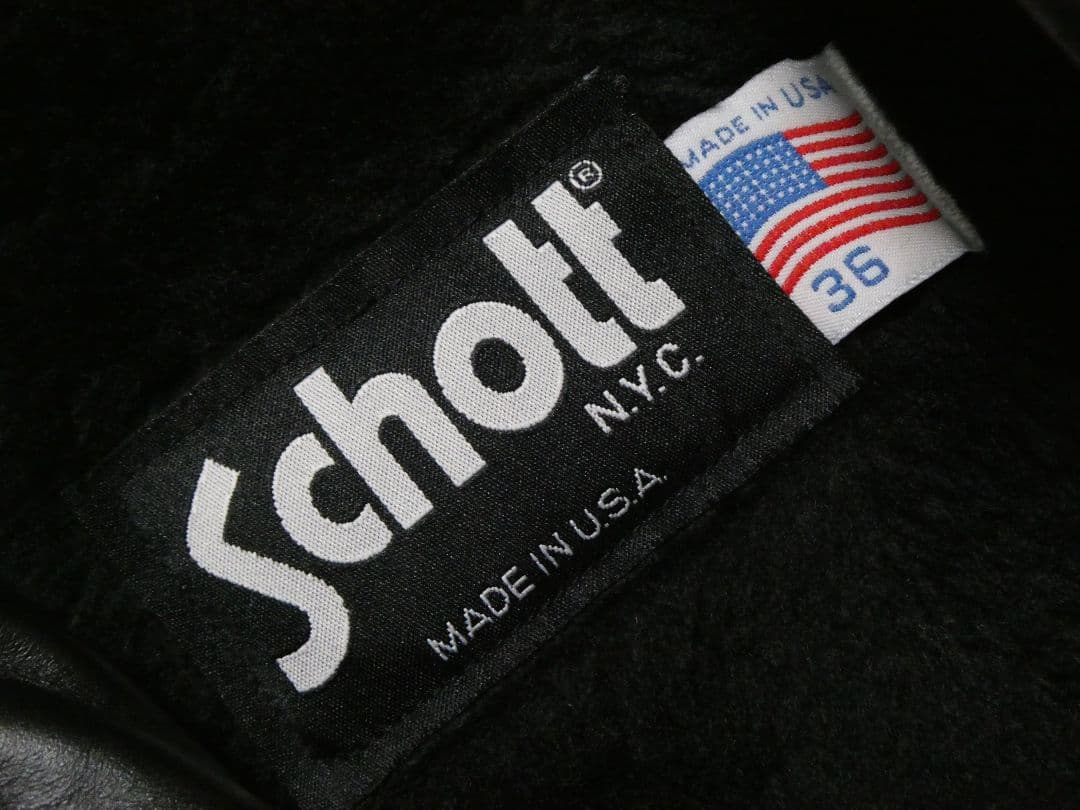 Schott®
N.Y.C.
MADE IN U.S.A.
MADE IN USA
36